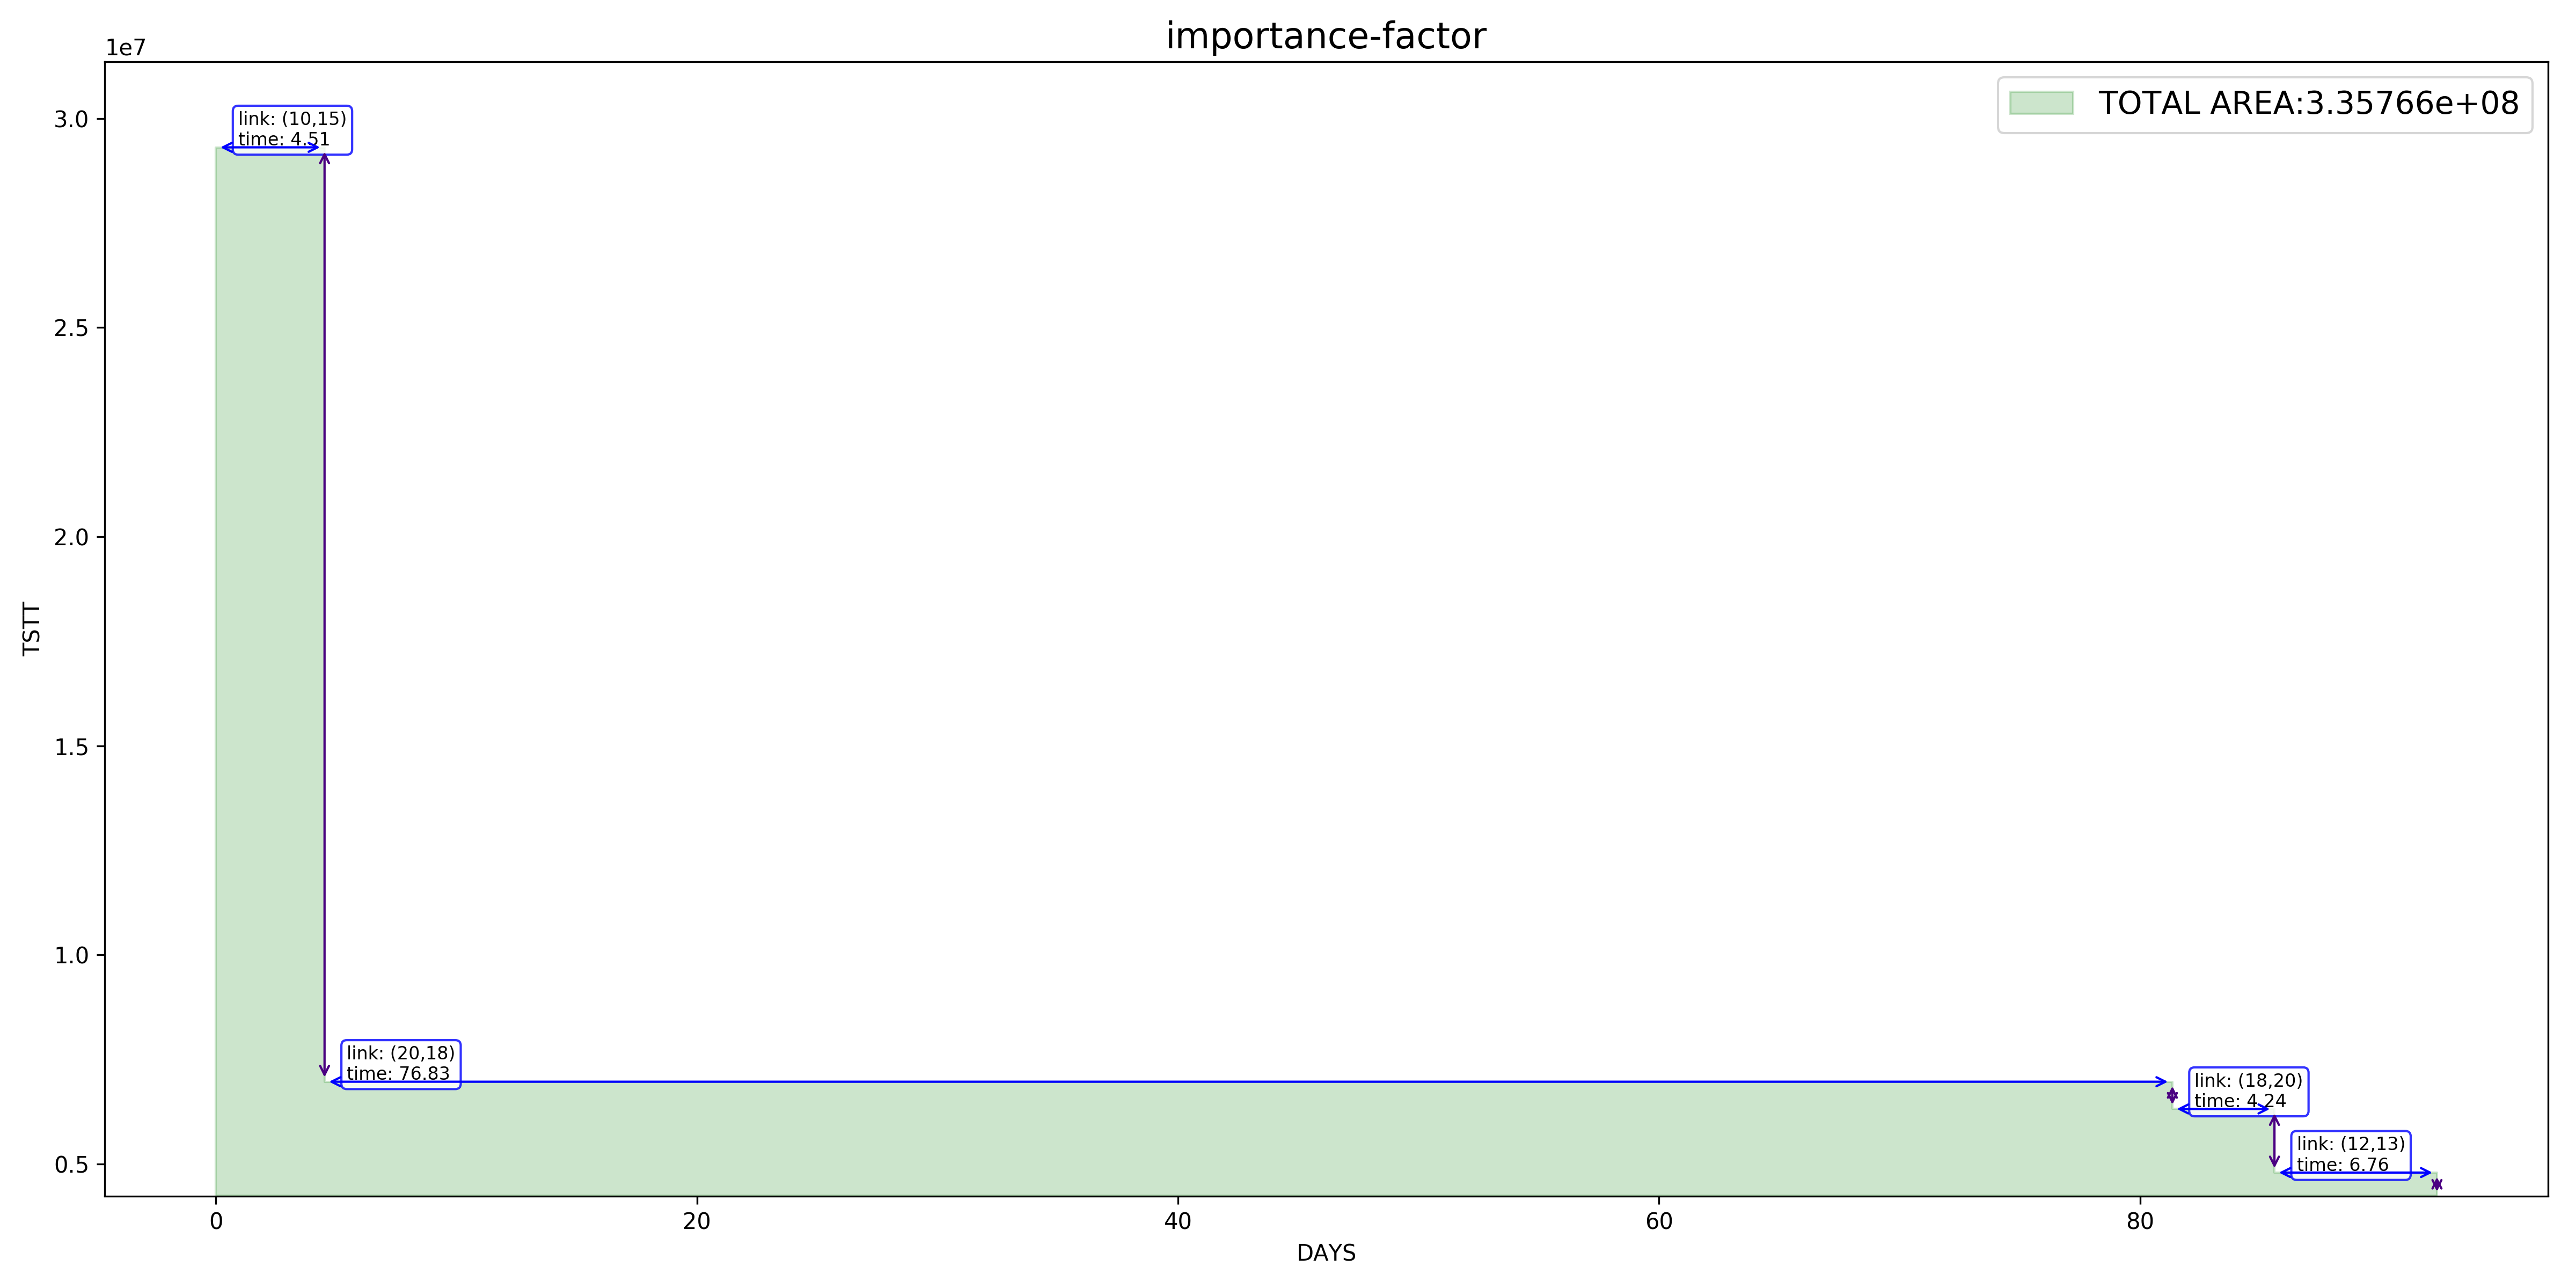 importance-factor
1e7
TOTAL AREA:3.35766e+08
3.0
2.5
2.0
1.5
1.0
0.5
TSTT
link: (10,15)
time: 4.51
link: (20,18)
time: 76.83
link: (18,20)
time: 4.24
link: (12,13)
time: 6.76
0 20 40 60 80
DAYS